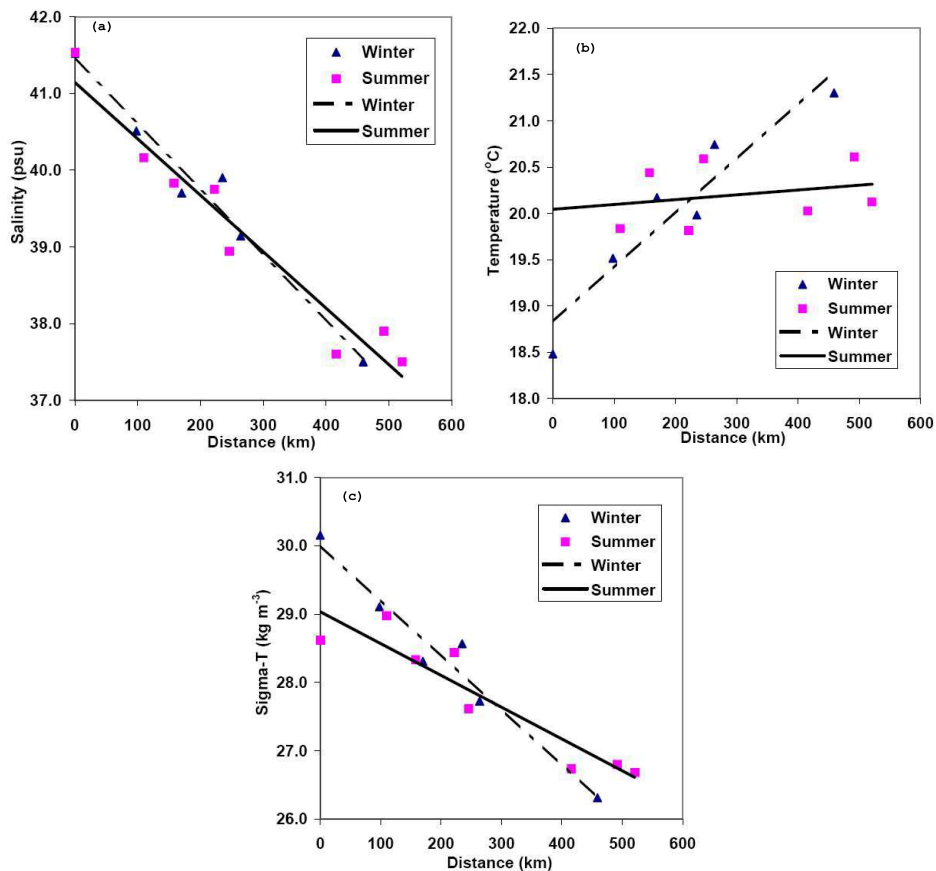 (a)
42.0
41.0
40.0
39.0
38.0
37.0
Salinity (psu)
0 100 200 300 400 500 600
Distance (km)
Winter
Summer
Winter
Summer
(b)
22.0
21.5
21.0
20.5
20.0
19.5
19.0
18.5
18.0
Temperature (°C)
0 100 200 300 400 500 600
Distance (km)
Winter
Summer
Winter
Summer
(c)
31.0
30.0
29.0
28.0
27.0
26.0
Sigma-T (kg m-3)
0 100 200 300 400 500 600
Distance (km)
Winter
Summer
Winter
Summer